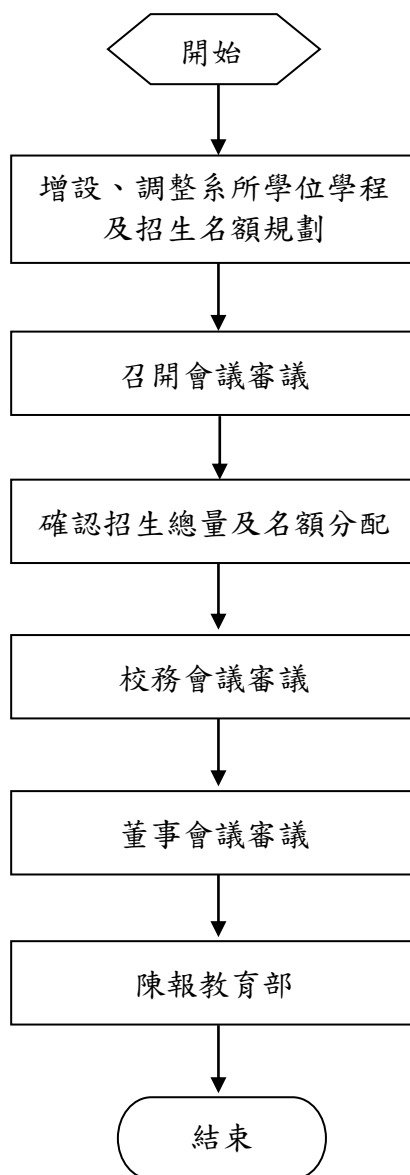 開始
增設、調整系所學位學程
及招生名額規劃
召開會議審議
確認招生總量及名額分配
校務會議審議
董事會議審議
陳報教育部
結束